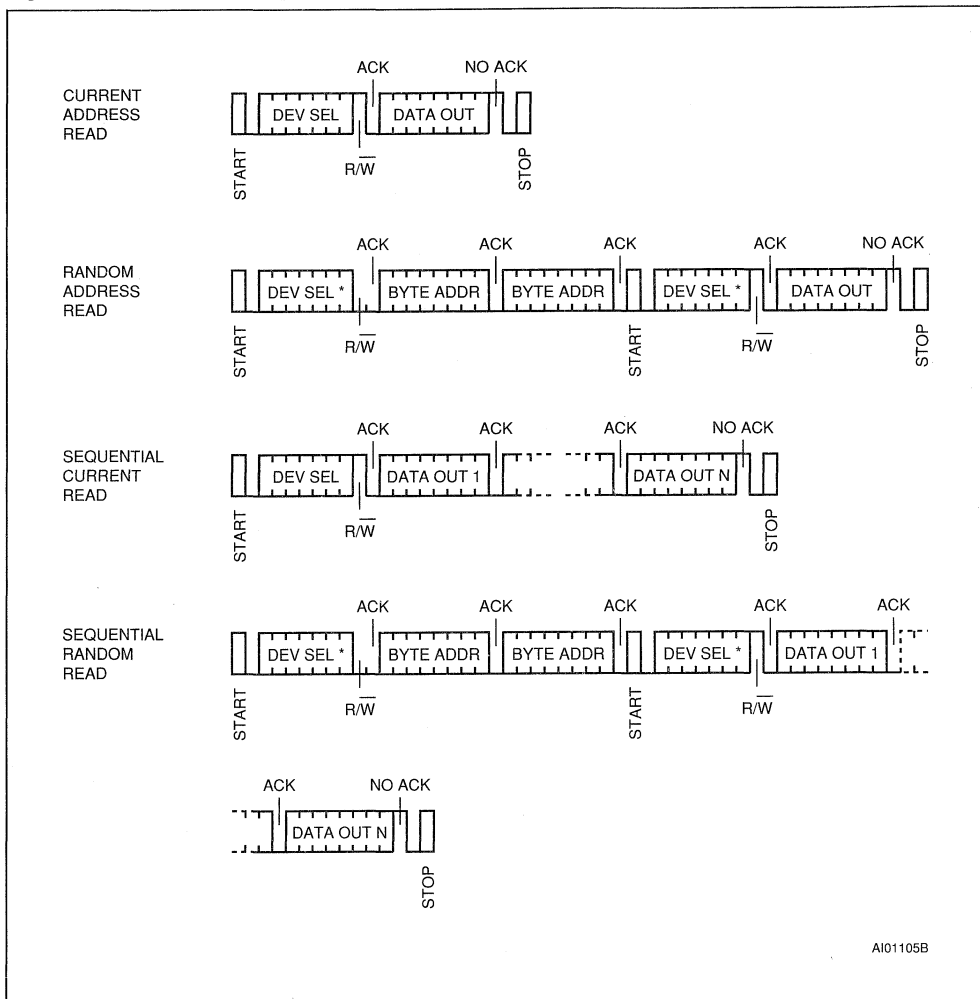 ACK NO ACK
CURRENT
ADDRESS
READ
DEV SEL DATA OUT
START R/W̅ STOP
ACK ACK ACK ACK NO ACK
RANDOM
ADDRESS
READ
DEV SEL * BYTE ADDR BYTE ADDR DEV SEL * DATA OUT
START R/W̅ START R/W̅ STOP
ACK ACK ACK NO ACK
SEQUENTIAL
CURRENT
READ
DEV SEL DATA OUT 1 DATA OUT N
START R/W̅ STOP
ACK ACK ACK ACK ACK
SEQUENTIAL
RANDOM
READ
DEV SEL * BYTE ADDR BYTE ADDR DEV SEL * DATA OUT 1
START R/W̅ START R/W̅
ACK NO ACK
DATA OUT N
STOP
AI01105B